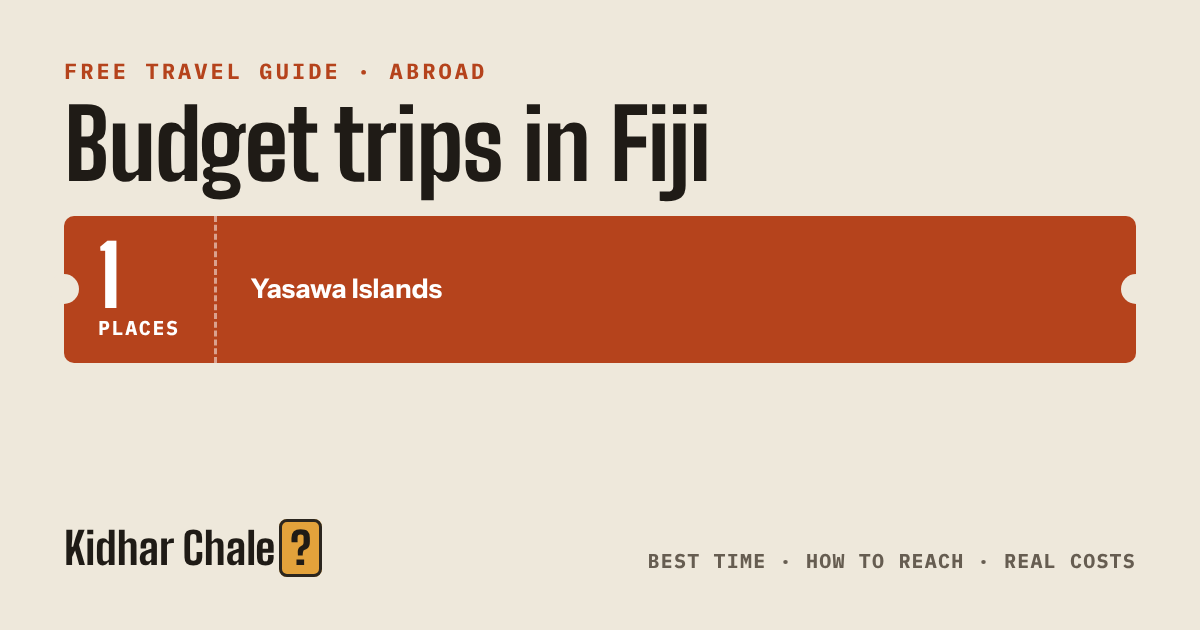 FREE TRAVEL GUIDE · ABROAD
Budget trips in Fiji
1
PLACES
Yasawa Islands
Kidhar Chale ?
BEST TIME · HOW TO REACH · REAL COSTS